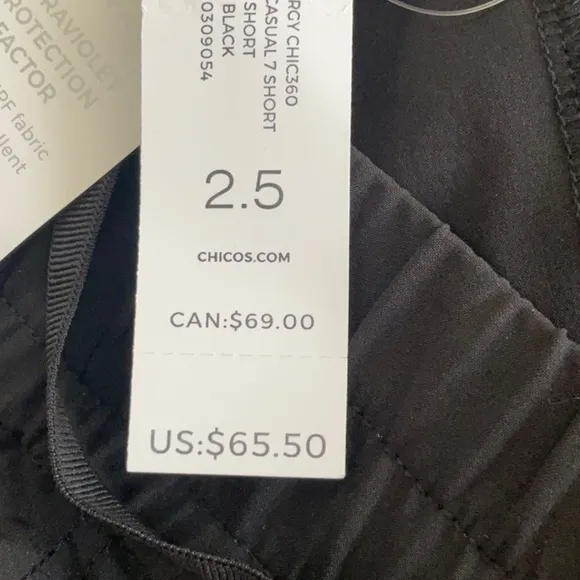 RAVIOLET
ROTECTION
FACTOR
PF fabric
llent
RGY CHIC360
CASUAL 7 SHORT
SHORT
BLACK
0309054
2.5
CHICOS.COM
CAN:$69.00
US:$65.50